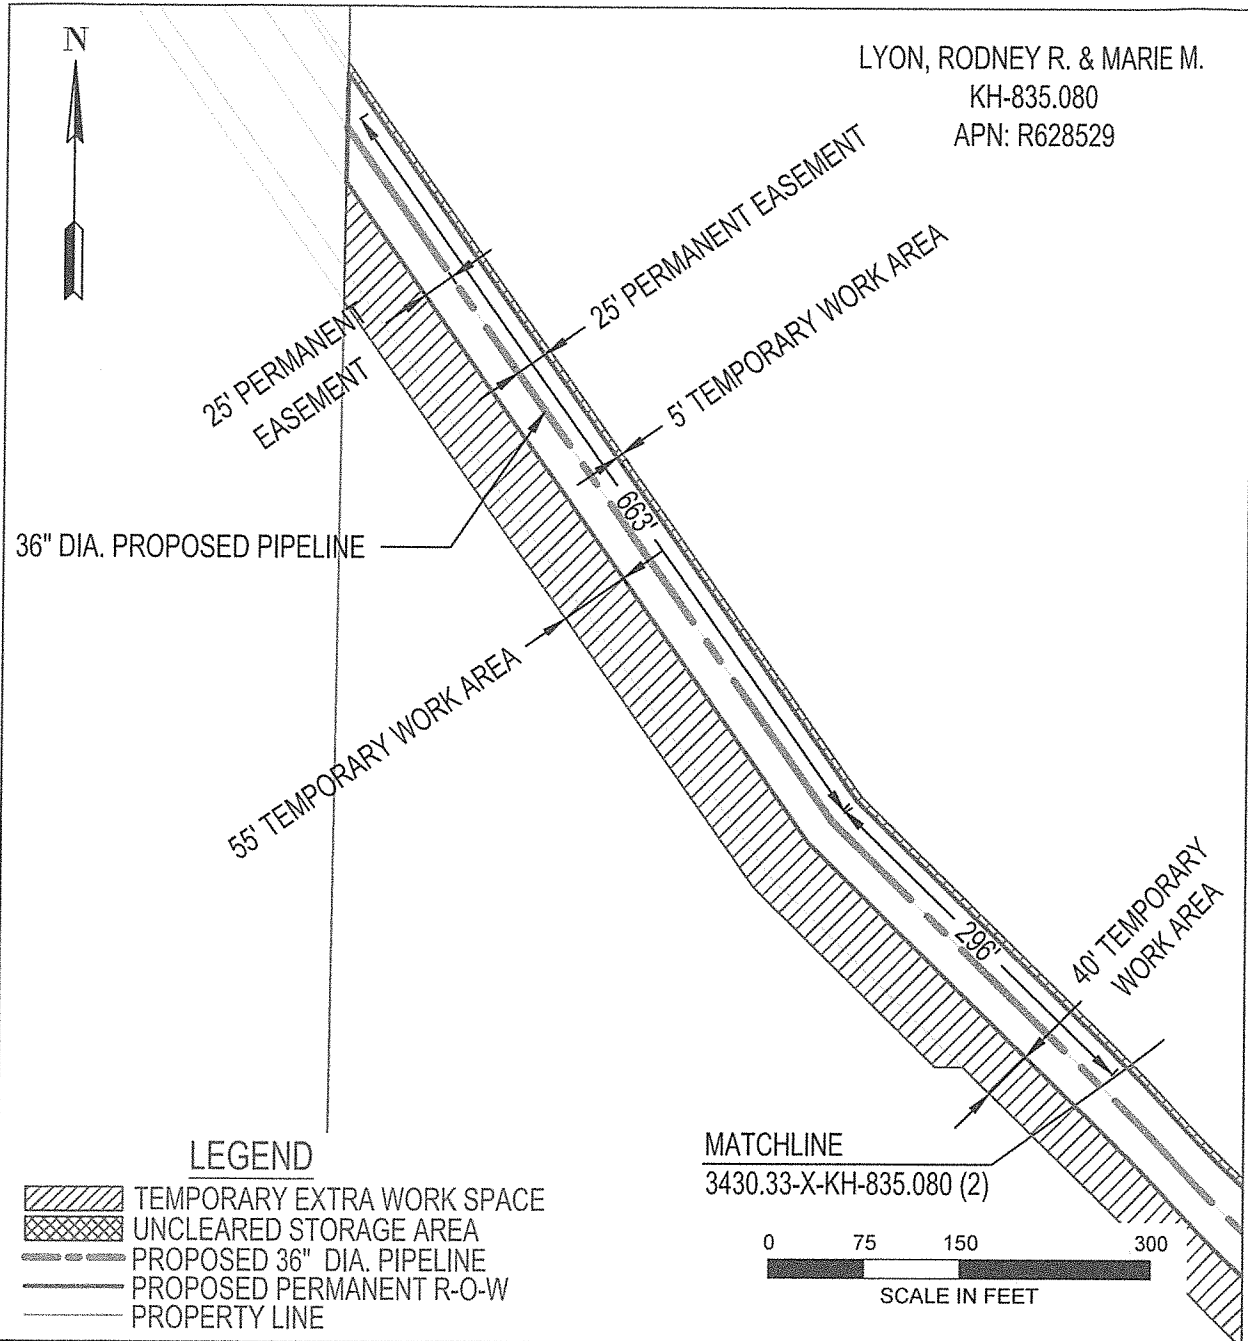 N
LYON, RODNEY R. & MARIE M.
KH-835.080
APN: R628529
25' PERMANENT EASEMENT
5' TEMPORARY WORK AREA
25' PERMANENT
EASEMENT
663'
36" DIA. PROPOSED PIPELINE
55' TEMPORARY WORK AREA
296'
40' TEMPORARY
WORK AREA
MATCHLINE
3430.33-X-KH-835.080 (2)
LEGEND
TEMPORARY EXTRA WORK SPACE
UNCLEARED STORAGE AREA
PROPOSED 36" DIA. PIPELINE
PROPOSED PERMANENT R-O-W
PROPERTY LINE
0 75 150 300
SCALE IN FEET